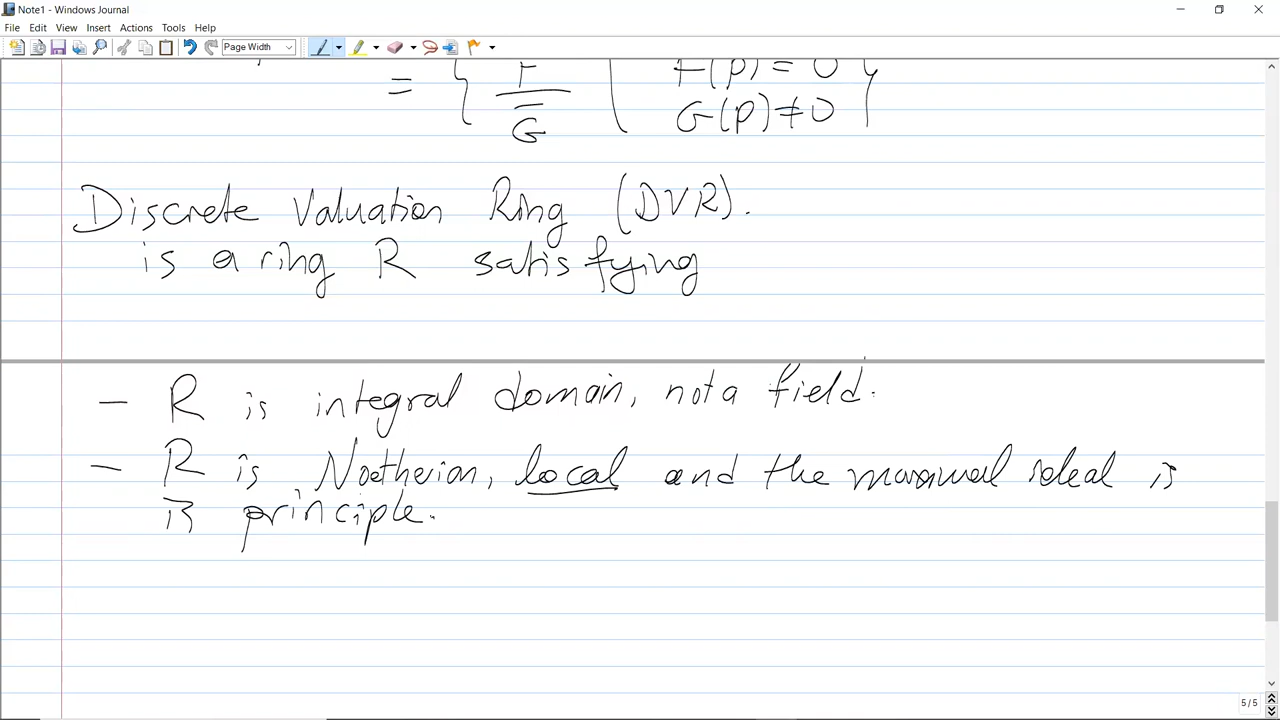 Note1 - Windows Journal
File Edit View Insert Actions Tools Help
Page Width
= { F / G | F(p) = 0 }
G(p) ≠ 0
Discrete Valuation Ring (DVR).
is a ring R satisfying
- R is integral domain, not a field.
- R is Noetherian, local and the maximal ideal is
is principle.
5/5